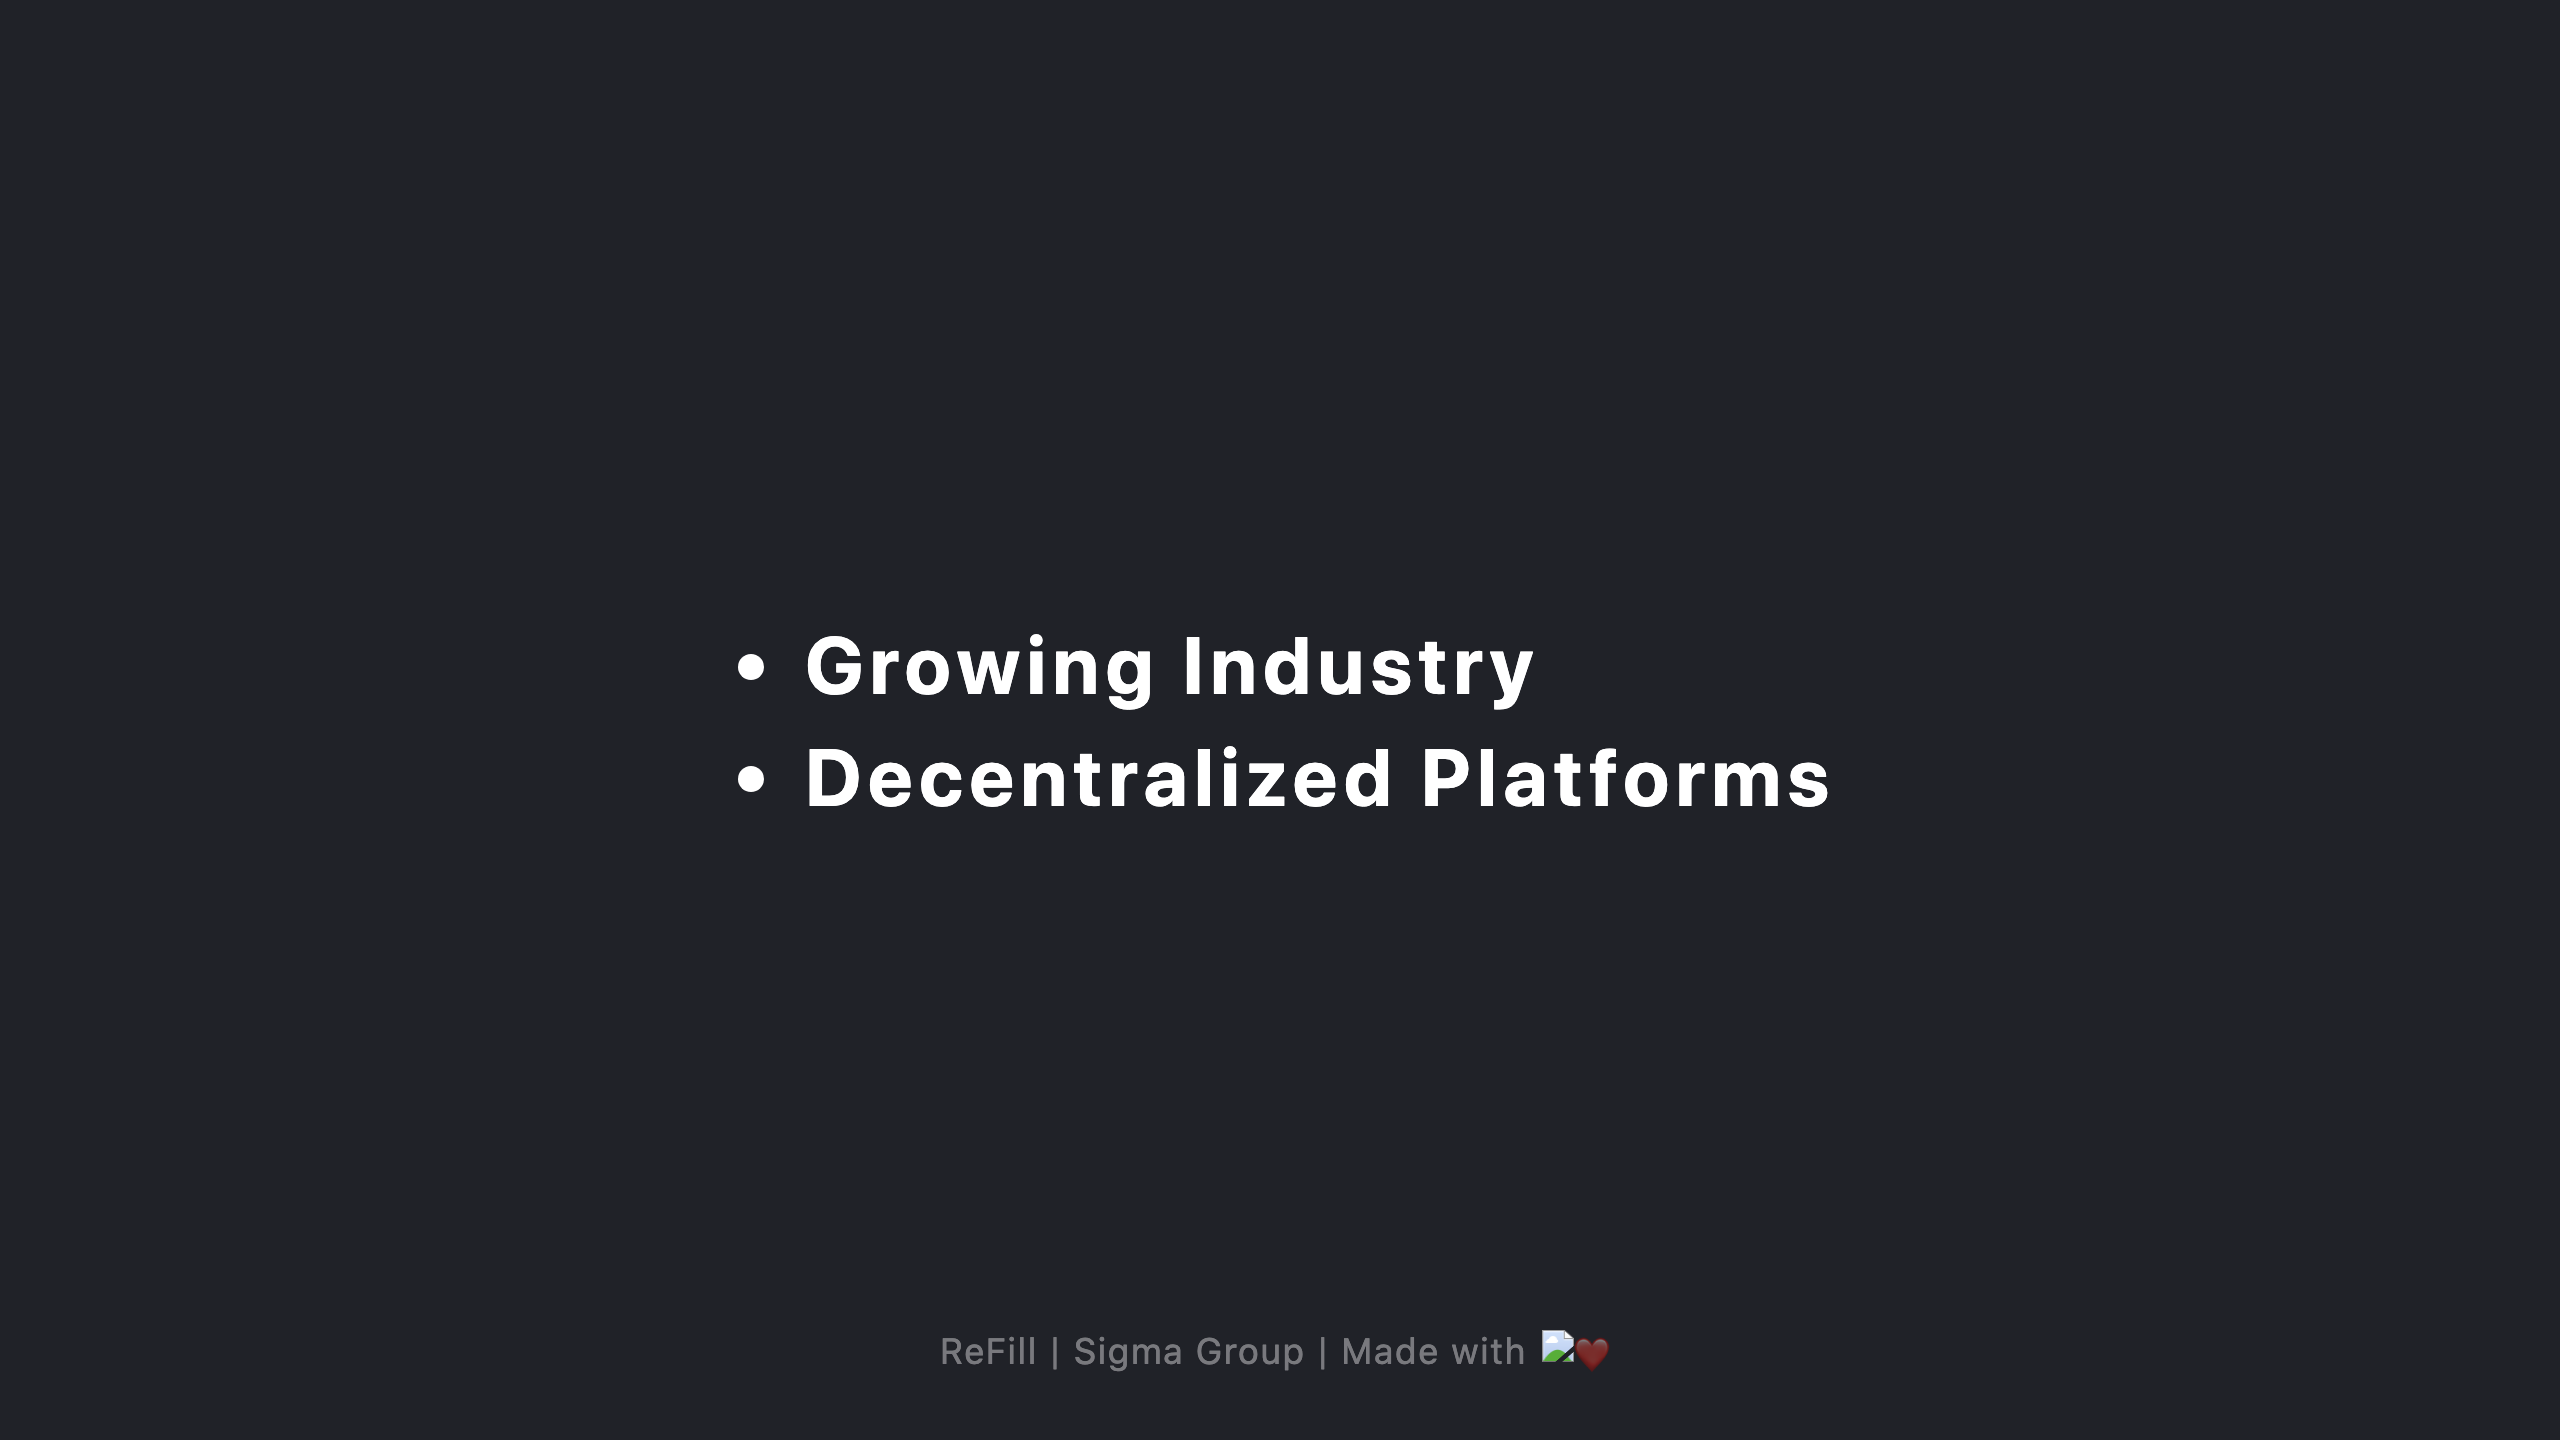 • Growing Industry
• Decentralized Platforms
ReFill | Sigma Group | Made with ❤️